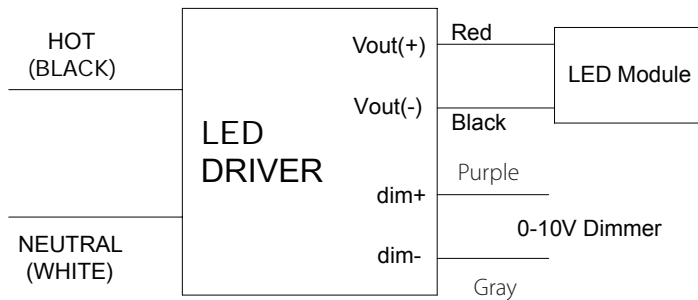 HOT
(BLACK)
NEUTRAL
(WHITE)
LED
DRIVER
Vout(+)
Vout(-)
dim+
dim-
Red
Black
Purple
Gray
LED Module
0-10V Dimmer